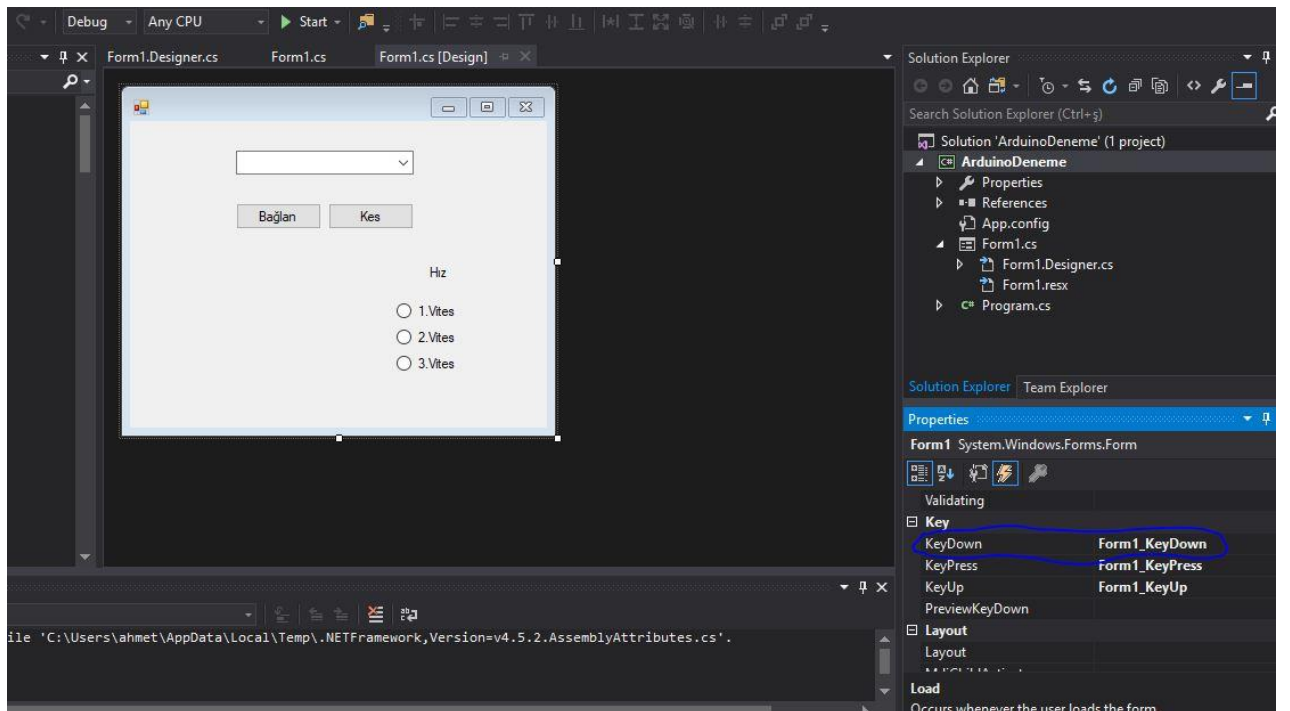 Debug Any CPU Start
Form1.Designer.cs Form1.cs Form1.cs [Design]
Bağlan Kes
Hız
1.Vites
2.Vites
3.Vites
ile 'C:\Users\ahmet\AppData\Local\Temp\.NETFramework,Version=v4.5.2.AssemblyAttributes.cs'.
Solution Explorer
Search Solution Explorer (Ctrl+ş)
Solution 'ArduinoDeneme' (1 project)
C# ArduinoDeneme
Properties
References
App.config
Form1.cs
Form1.Designer.cs
Form1.resx
C# Program.cs
Solution Explorer Team Explorer
Properties
Form1 System.Windows.Forms.Form
Validating
Key
KeyDown Form1_KeyDown
KeyPress Form1_KeyPress
KeyUp Form1_KeyUp
PreviewKeyDown
Layout
Layout
Load
Occurs whenever the user loads the form.